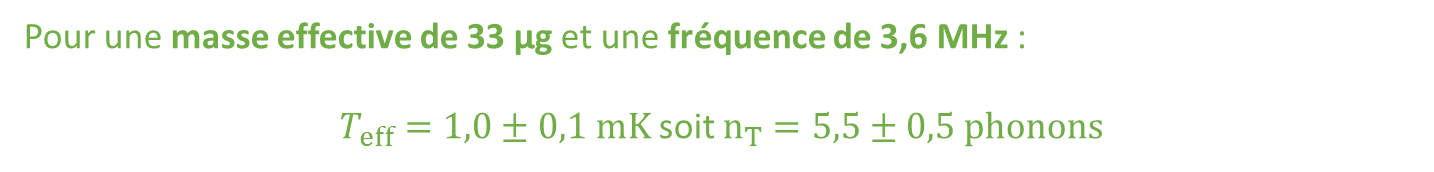 Pour une masse effective de 33 µg et une fréquence de 3,6 MHz :
T_eff = 1,0 ± 0,1 mK soit n_T = 5,5 ± 0,5 phonons